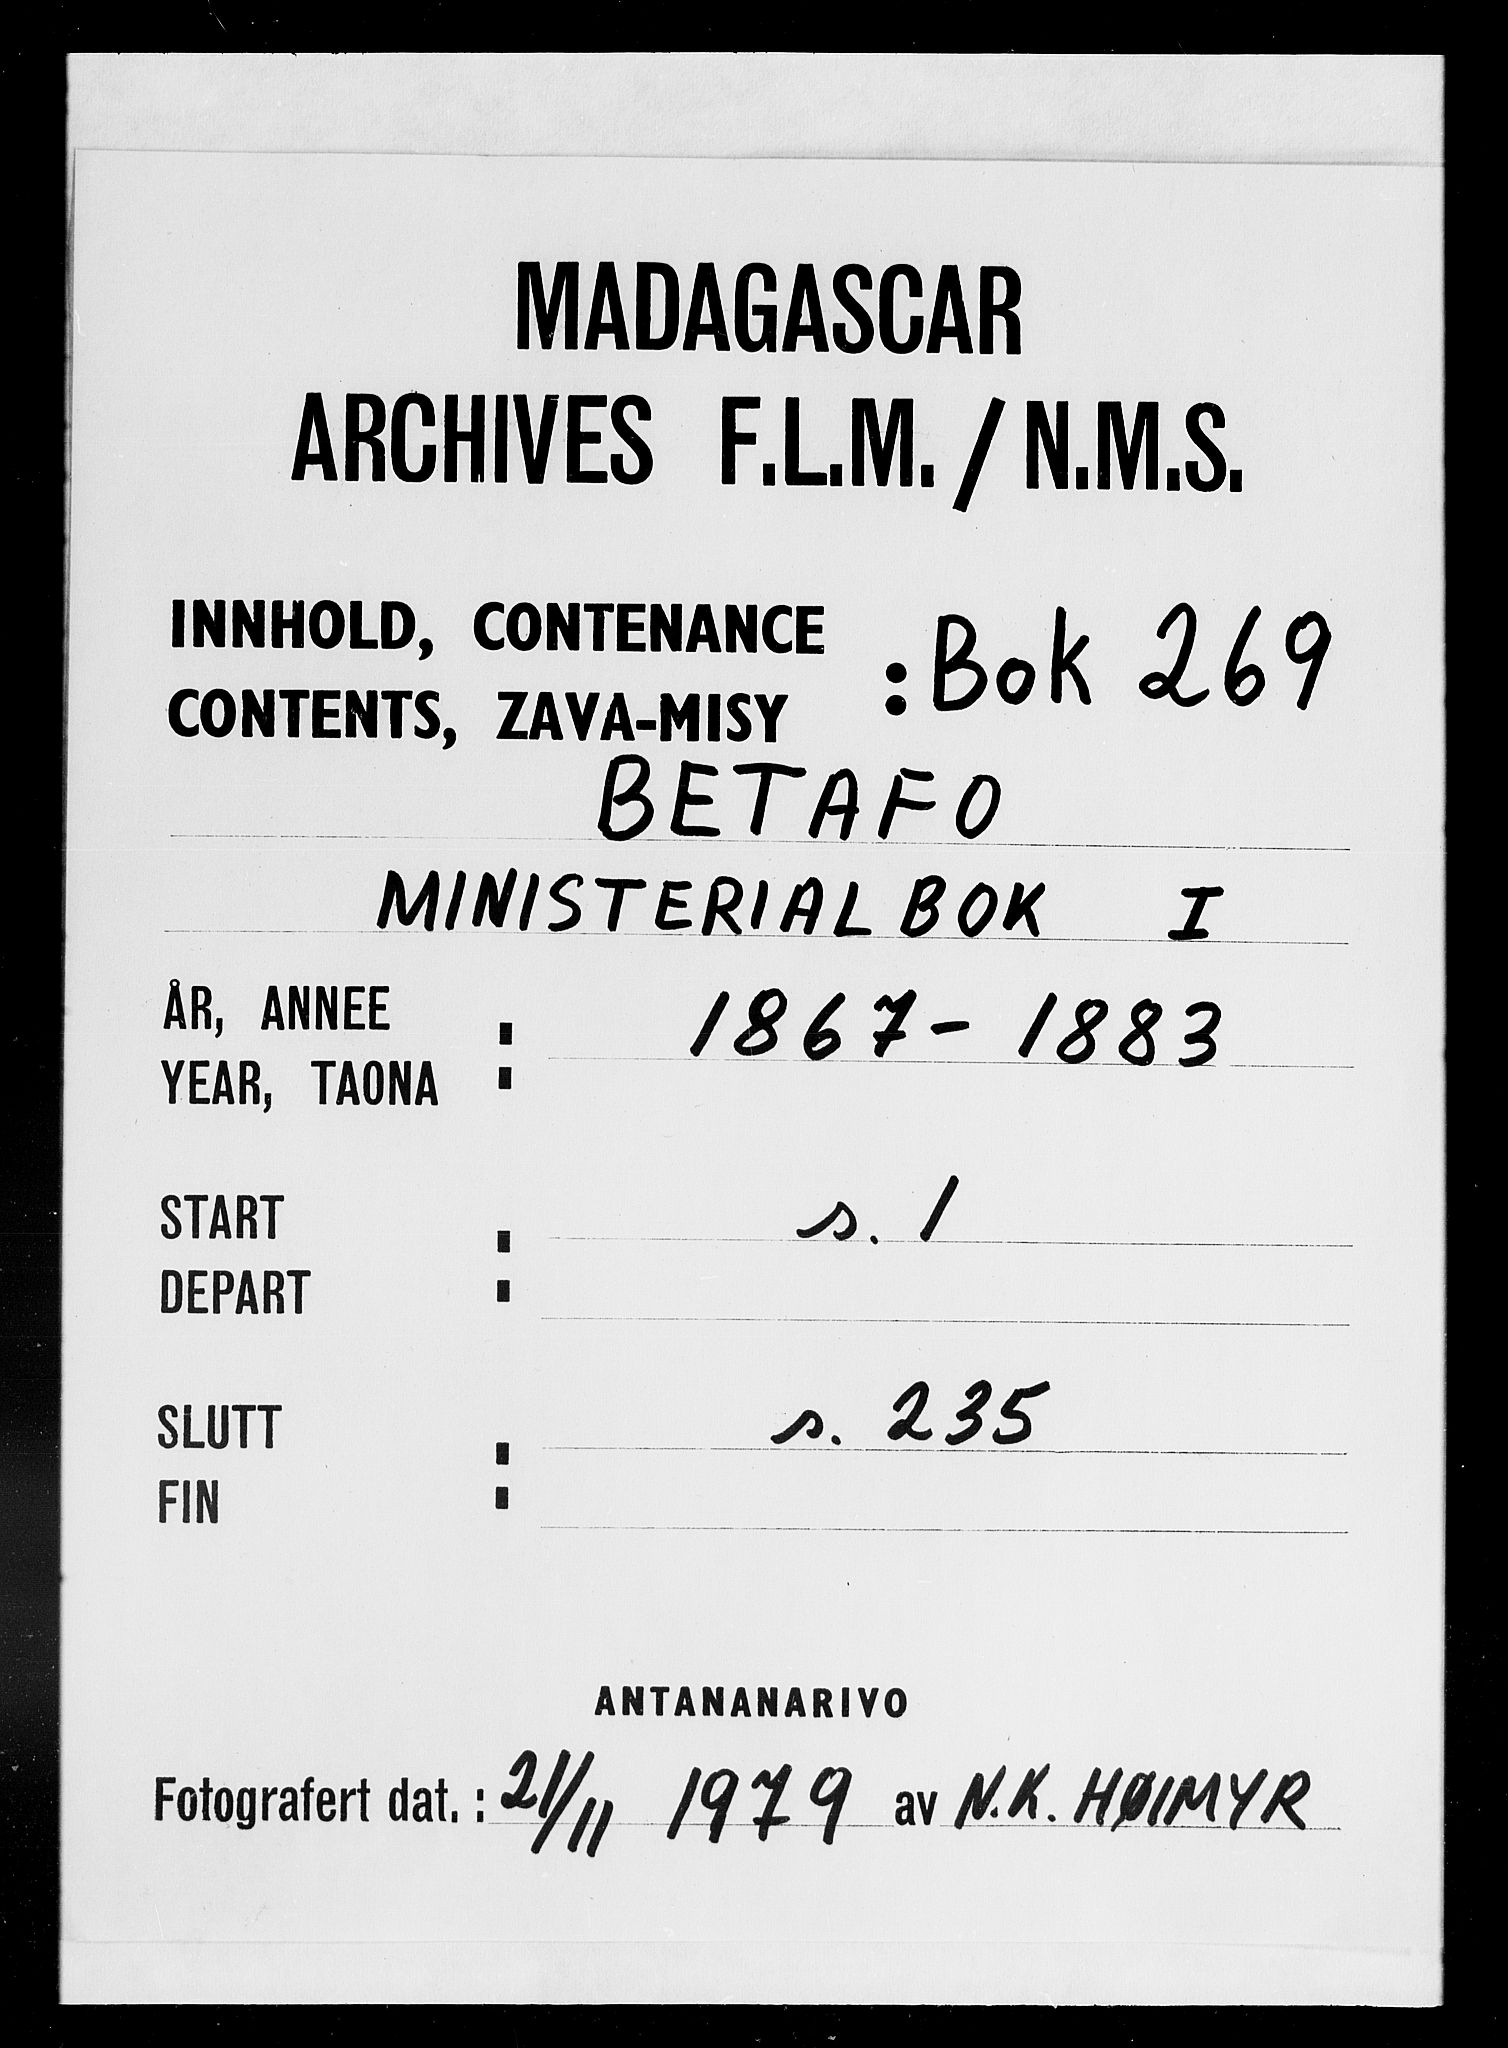 MADAGASCAR
ARCHIVES F.L.M. / N.M.S.
INNHOLD, CONTENANCE
CONTENTS, ZAVA-MISY : Bok 269
BETAFO
MINISTERIALBOK I
ÅR, ANNEE
YEAR, TAONA : 1867 - 1883
START : s. 1
DEPART :
SLUTT : s. 235
FIN :
ANTANANARIVO
Fotografert dat. : 21/11 1979 av N.K. HØIMYR